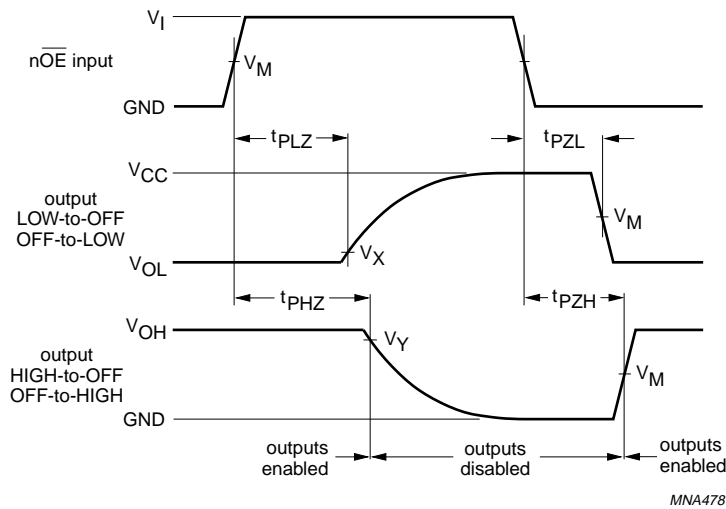 V_I
nOE input
V_M
GND
t_PLZ
t_PZL
V_CC
output
LOW-to-OFF
OFF-to-LOW
V_M
V_X
V_OL
t_PHZ
t_PZH
V_OH
V_Y
output
HIGH-to-OFF
OFF-to-HIGH
V_M
GND
outputs
enabled
outputs
disabled
outputs
enabled
MNA478